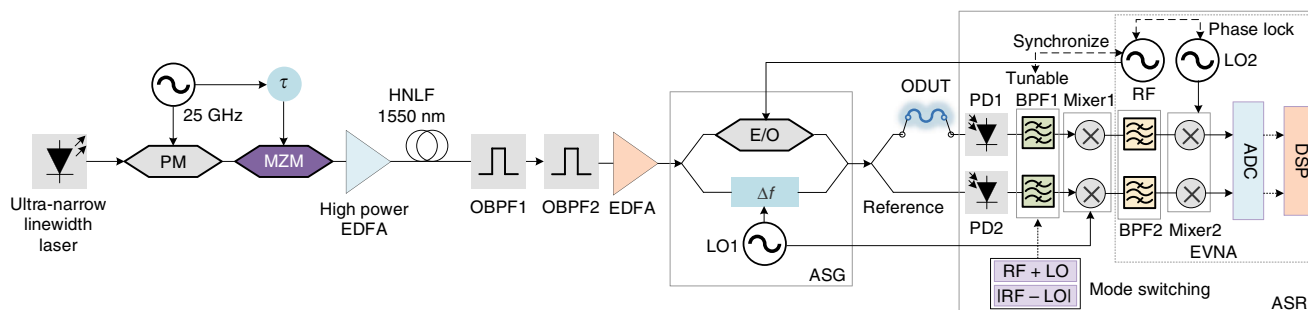 Phase lock
Synchronize
LO2
RF
Tunable
τ
25 GHz
HNLF
1550 nm
ODUT
PD1
BPF1
Mixer1
PM
MZM
E/O
ADC
DSP
Ultra-narrow
linewidth
laser
High power
EDFA
OBPF1
OBPF2
EDFA
Δf
Reference
PD2
BPF2
Mixer2
LO1
EVNA
ASG
RF + LO
|RF – LO|
Mode switching
ASR